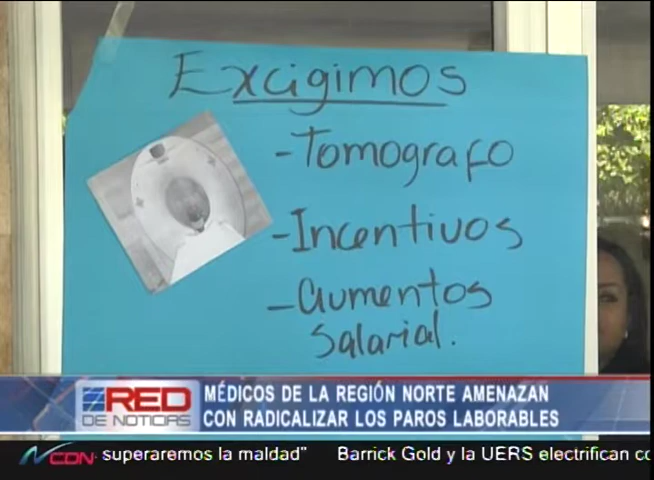 Excigimos
-Tomografo
-Incentivos
-aumentos
salarial.
RED
DE NOTICIAS
MÉDICOS DE LA REGIÓN NORTE AMENAZAN
CON RADICALIZAR LOS PAROS LABORABLES
NCDN superaremos la maldad" Barrick Gold y la UERS electrifican co